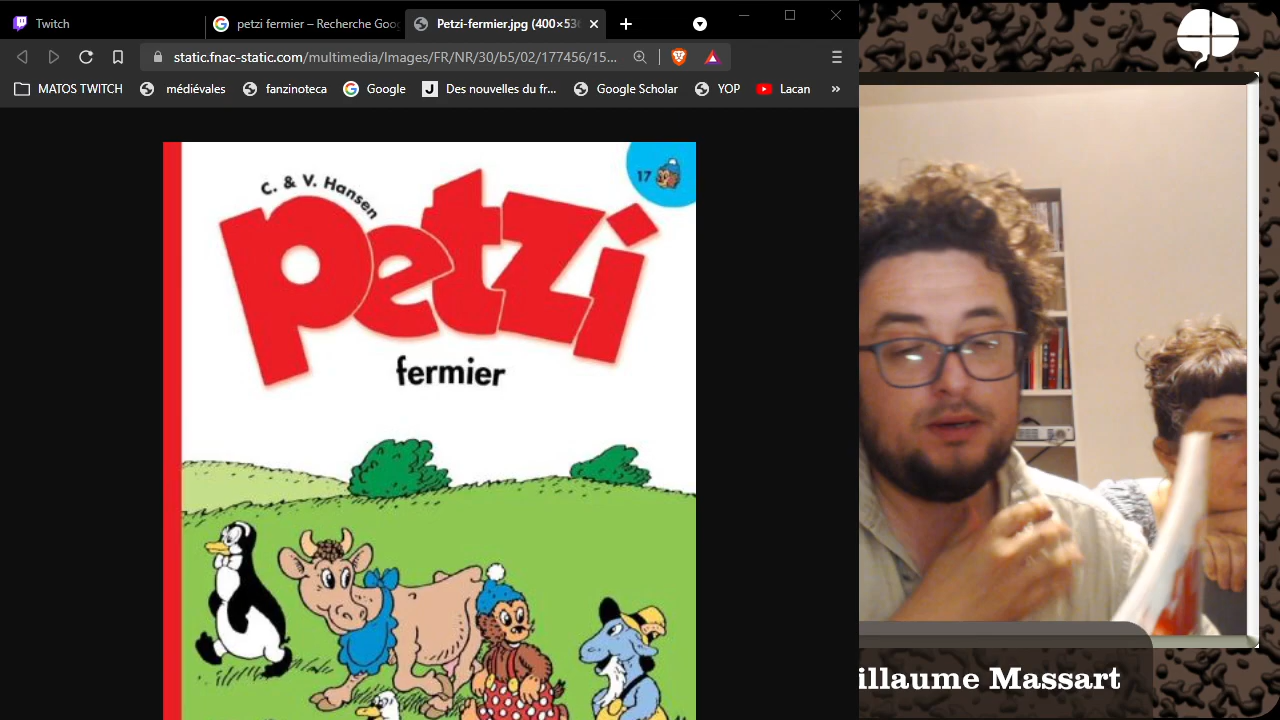 Twitch
petzi fermier – Recherche Goo
Petzi-fermier.jpg (400×53
static.fnac-static.com/multimedia/Images/FR/NR/30/b5/02/177456/15...
MATOS TWITCH
médiévales
fanzinoteca
Google
Des nouvelles du fr...
Google Scholar
YOP
Lacan
»
17
C. & V. Hansen
petzi
fermier
illaume Massart